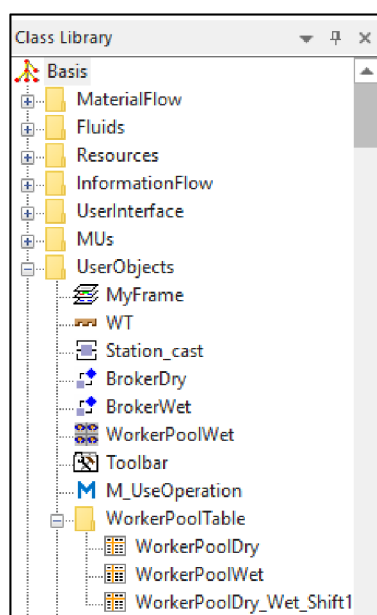 Class Library
Basis
MaterialFlow
Fluids
Resources
InformationFlow
UserInterface
MUs
UserObjects
MyFrame
WT
Station_cast
BrokerDry
BrokerWet
WorkerPoolWet
Toolbar
M_UseOperation
WorkerPoolTable
WorkerPoolDry
WorkerPoolWet
WorkerPoolDry_Wet_Shift1